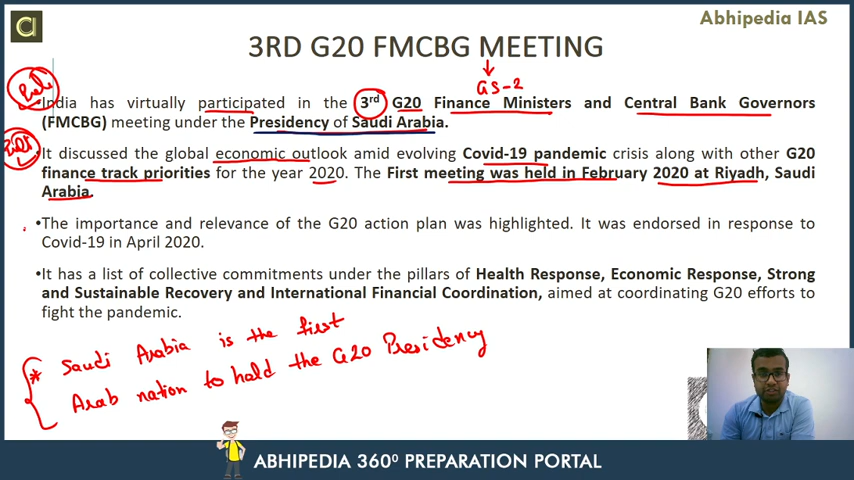 Abhipedia IAS
3RD G20 FMCBG MEETING
GS-2
•India has virtually participated in the 3rd G20 Finance Ministers and Central Bank Governors
(FMCBG) meeting under the Presidency of Saudi Arabia.
•It discussed the global economic outlook amid evolving Covid-19 pandemic crisis along with other G20
finance track priorities for the year 2020. The First meeting was held in February 2020 at Riyadh, Saudi
Arabia.
•The importance and relevance of the G20 action plan was highlighted. It was endorsed in response to
Covid-19 in April 2020.
•It has a list of collective commitments under the pillars of Health Response, Economic Response, Strong
and Sustainable Recovery and International Financial Coordination, aimed at coordinating G20 efforts to
fight the pandemic.
* Saudi Arabia is the first
Arab nation to hold the G20 Presidency
ABHIPEDIA 360⁰ PREPARATION PORTAL